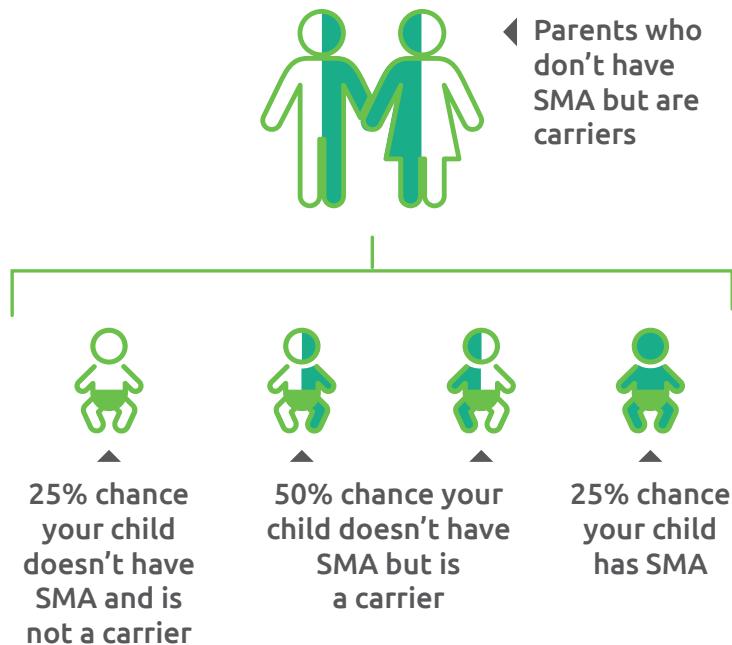 Parents who
don’t have
SMA but are
carriers
25% chance
your child
doesn’t have
SMA and is
not a carrier
50% chance your
child doesn’t have
SMA but is
a carrier
25% chance
your child
has SMA